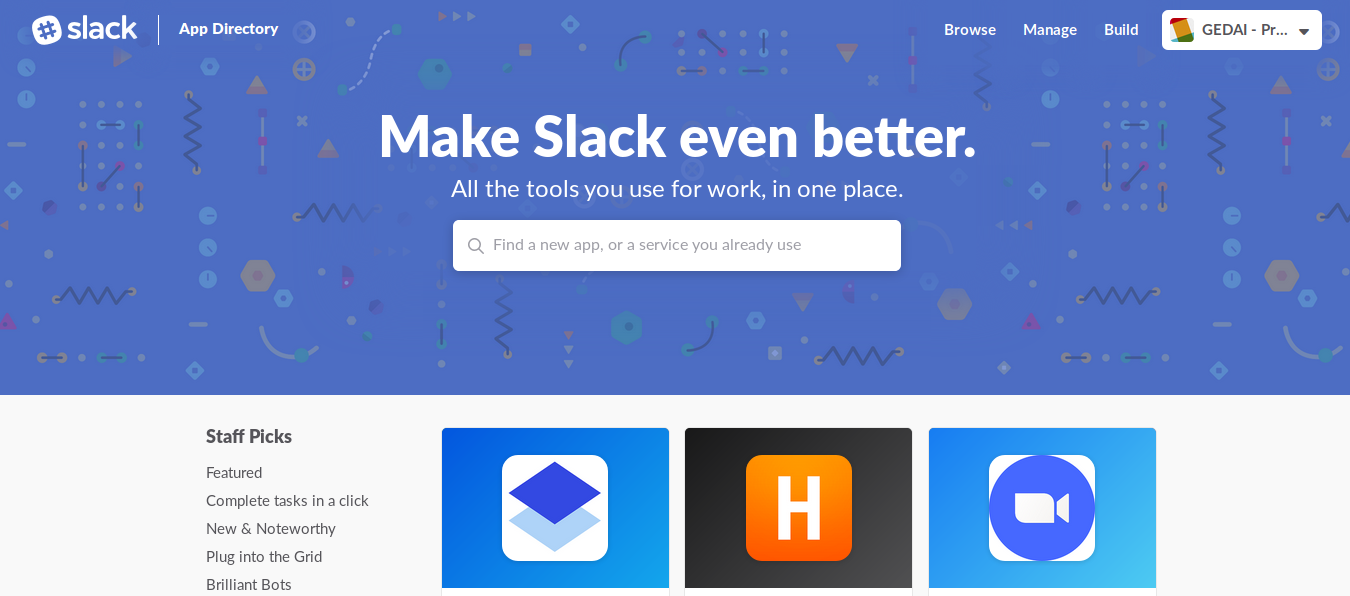 slack App Directory Browse Manage Build GEDAI - Pr...
Make Slack even better.
All the tools you use for work, in one place.
Find a new app, or a service you already use
Staff Picks
Featured
Complete tasks in a click
New & Noteworthy
Plug into the Grid
Brilliant Bots
H